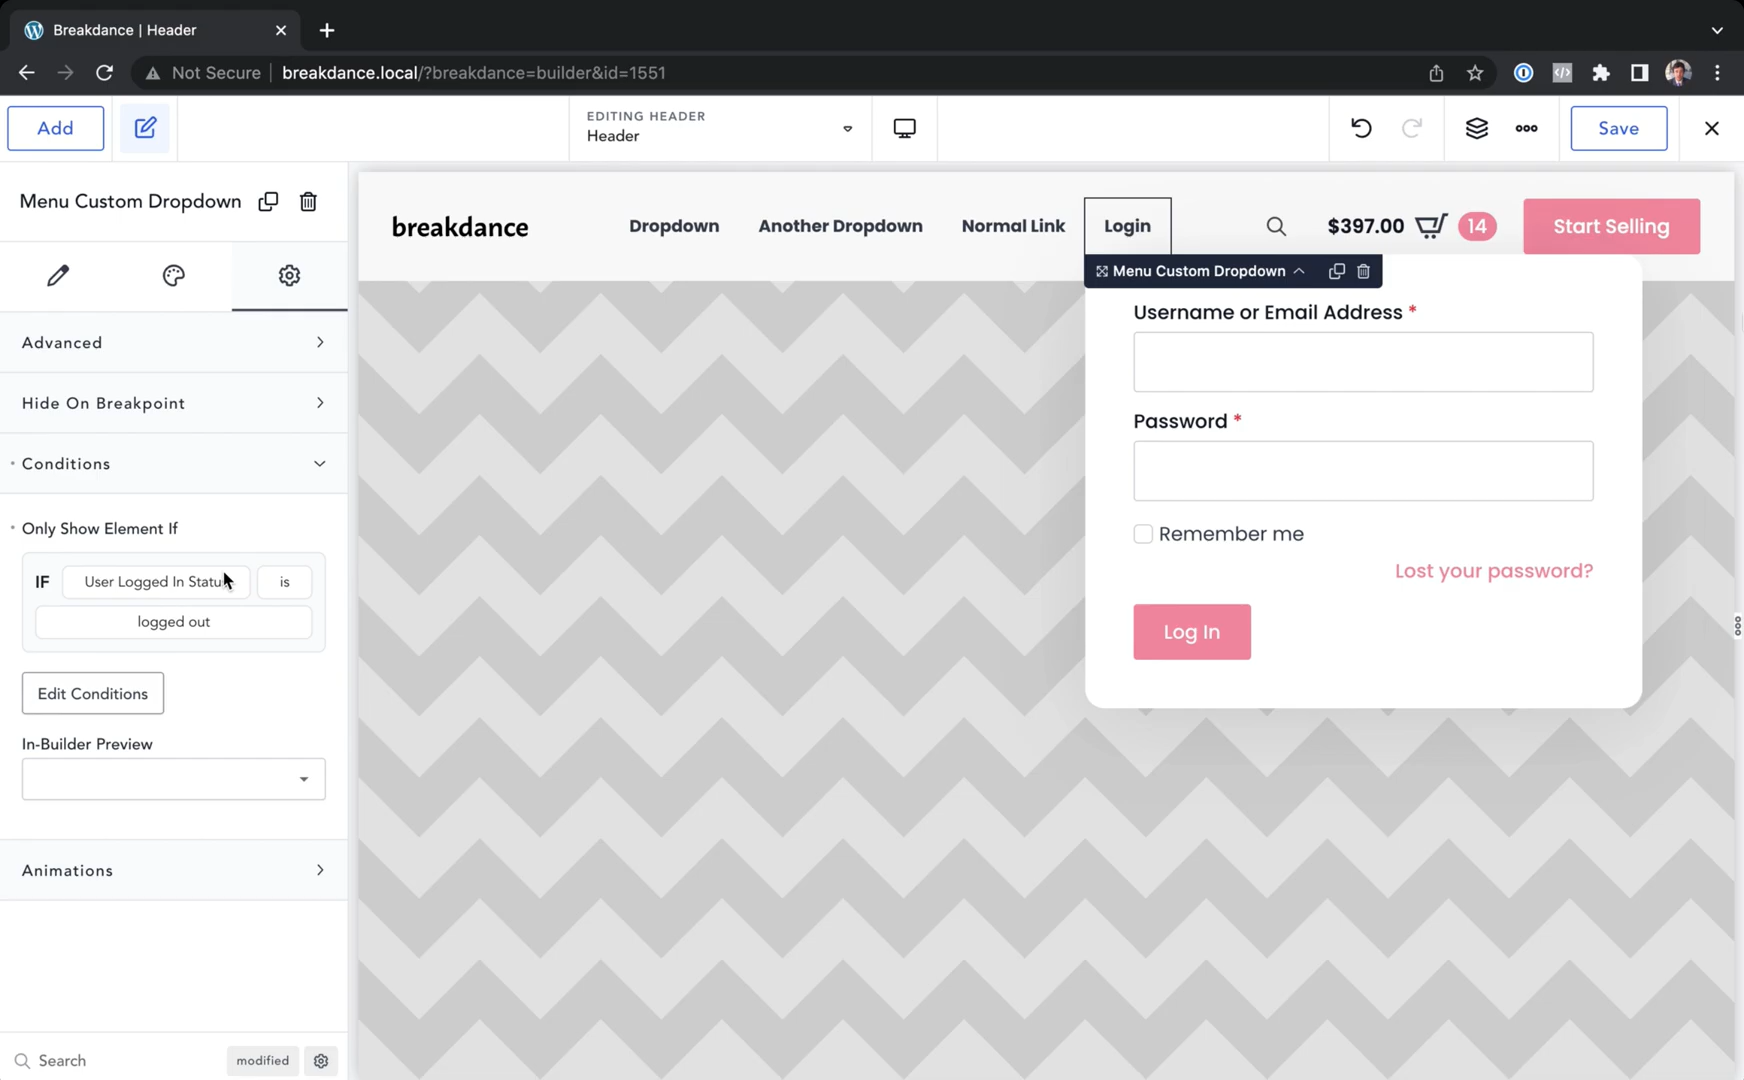 Breakdance | Header
Not Secure
breakdance.local/?breakdance=builder&id=1551
Add
EDITING HEADER
Header
Save
Menu Custom Dropdown
Advanced
Hide On Breakpoint
Conditions
Only Show Element If
IF User Logged In Statu is
logged out
Edit Conditions
In-Builder Preview
Animations
Search
modified
breakdance
Dropdown
Another Dropdown
Normal Link
Login
$397.00
14
Start Selling
Menu Custom Dropdown
Username or Email Address *
Password *
Remember me
Lost your password?
Log In